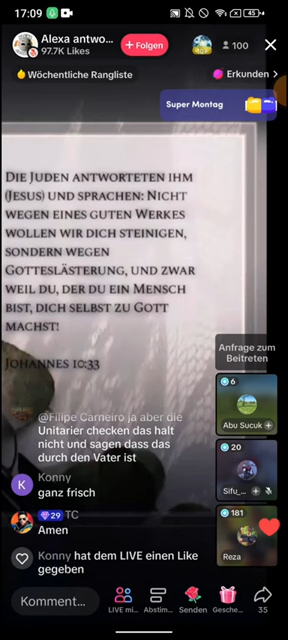 17:09
45
Alexa antwo...
97.7K Likes
+ Folgen
100
Wöchentliche Rangliste
Erkunden >
Super Montag
DIE JUDEN ANTWORTETEN IHM
(JESUS) UND SPRACHEN: NICHT
WEGEN EINES GUTEN WERKES
WOLLEN WIR DICH STEINIGEN,
SONDERN WEGEN
GOTTESLÄSTERUNG, UND ZWAR
WEIL DU, DER DU EIN MENSCH
BIST, DICH SELBST ZU GOTT
MACHST!
JOHANNES 10:33
Anfrage zum
Beitreten
6
Abu Sucuk
@Filipe Carneiro ja aber die
Unitarier checken das halt
nicht und sagen dass das
durch den Vater ist
20
Sifu_...
K
Konny
ganz frisch
29 TC
Amen
181
Reza
Konny hat dem LIVE einen Like
gegeben
Komment...
LIVE mi...
Abstim...
Senden
Gesche...
35